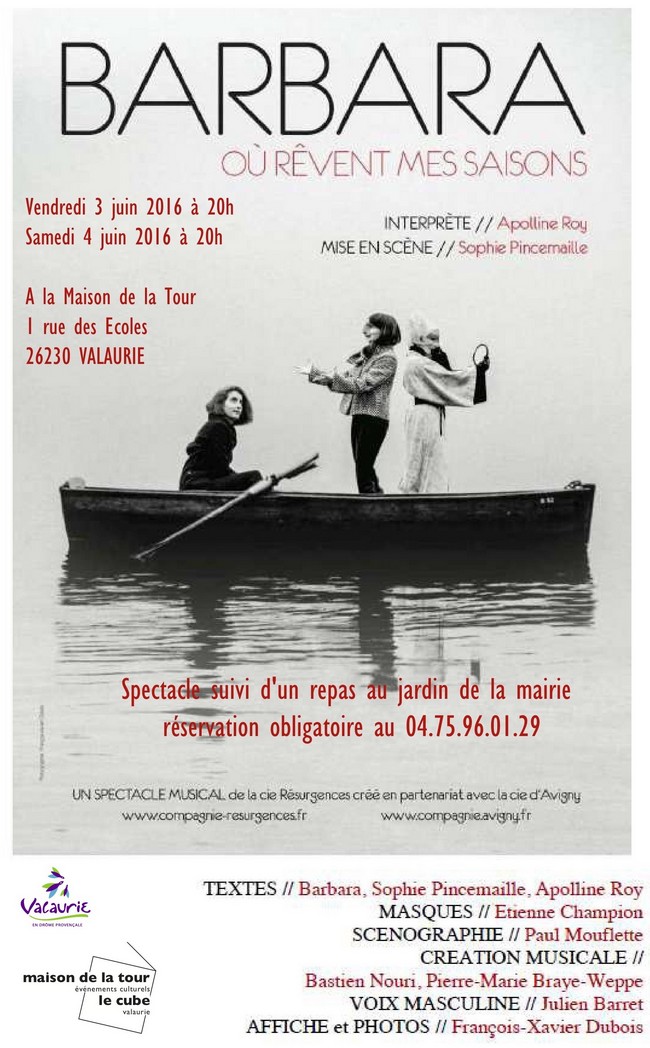 BARBARA
OÙ RÊVENT MES SAISONS
Vendredi 3 juin 2016 à 20h
Samedi 4 juin 2016 à 20h
INTERPRÈTE // Apolline Roy
MISE EN SCÈNE // Sophie Pincemaille
A la Maison de la Tour
1 rue des Ecoles
26230 VALAURIE
Spectacle suivi d'un repas au jardin de la mairie
réservation obligatoire au 04.75.96.01.29
UN SPECTACLE MUSICAL de la cie Résurgences créé en partenariat avec la cie d'Avigny
www.compagnie-resurgences.fr
www.compagnie.avigny.fr
Valaurie
EN DRÔME PROVENÇALE
maison de la tour
événements culturels
le cube
valaurie
TEXTES // Barbara, Sophie Pincemaille, Apolline Roy
MASQUES // Etienne Champion
SCENOGRAPHIE // Paul Mouflette
CREATION MUSICALE //
Bastien Nouri, Pierre-Marie Braye-Weppe
VOIX MASCULINE // Julien Barret
AFFICHE et PHOTOS // François-Xavier Dubois